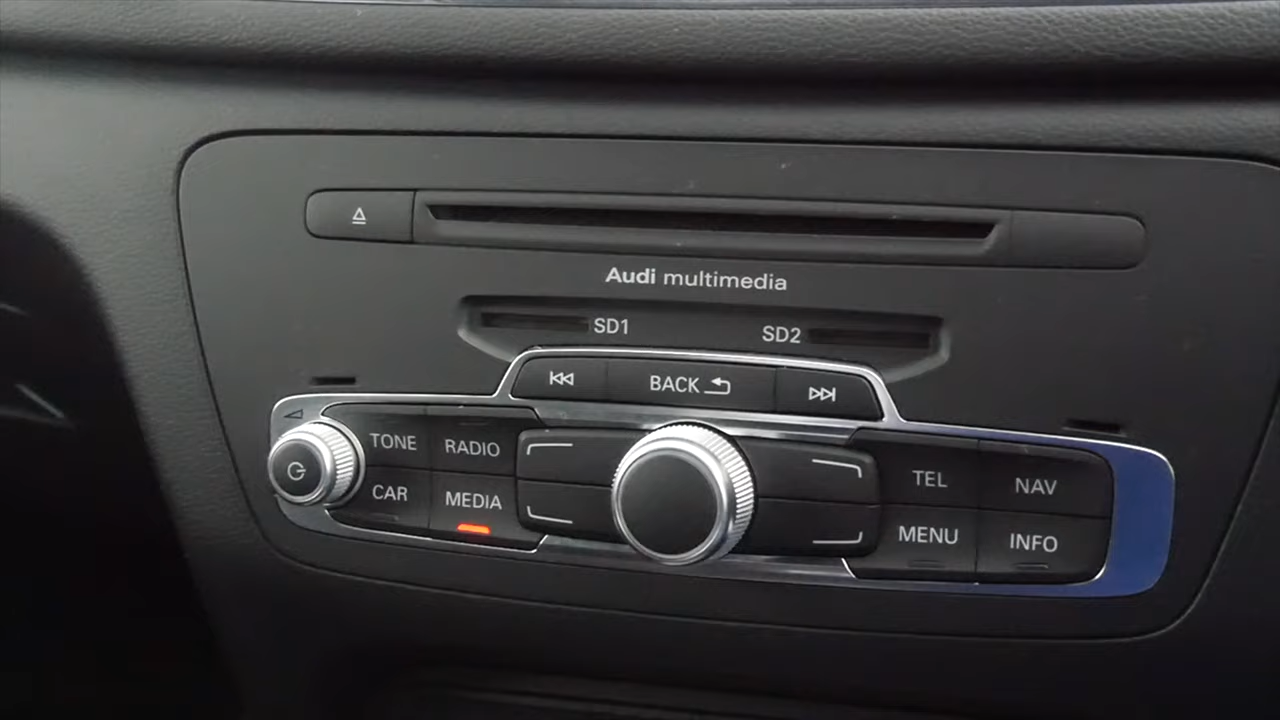 Audi multimedia
SD1 SD2
BACK
TONE RADIO
CAR MEDIA
TEL NAV
MENU INFO